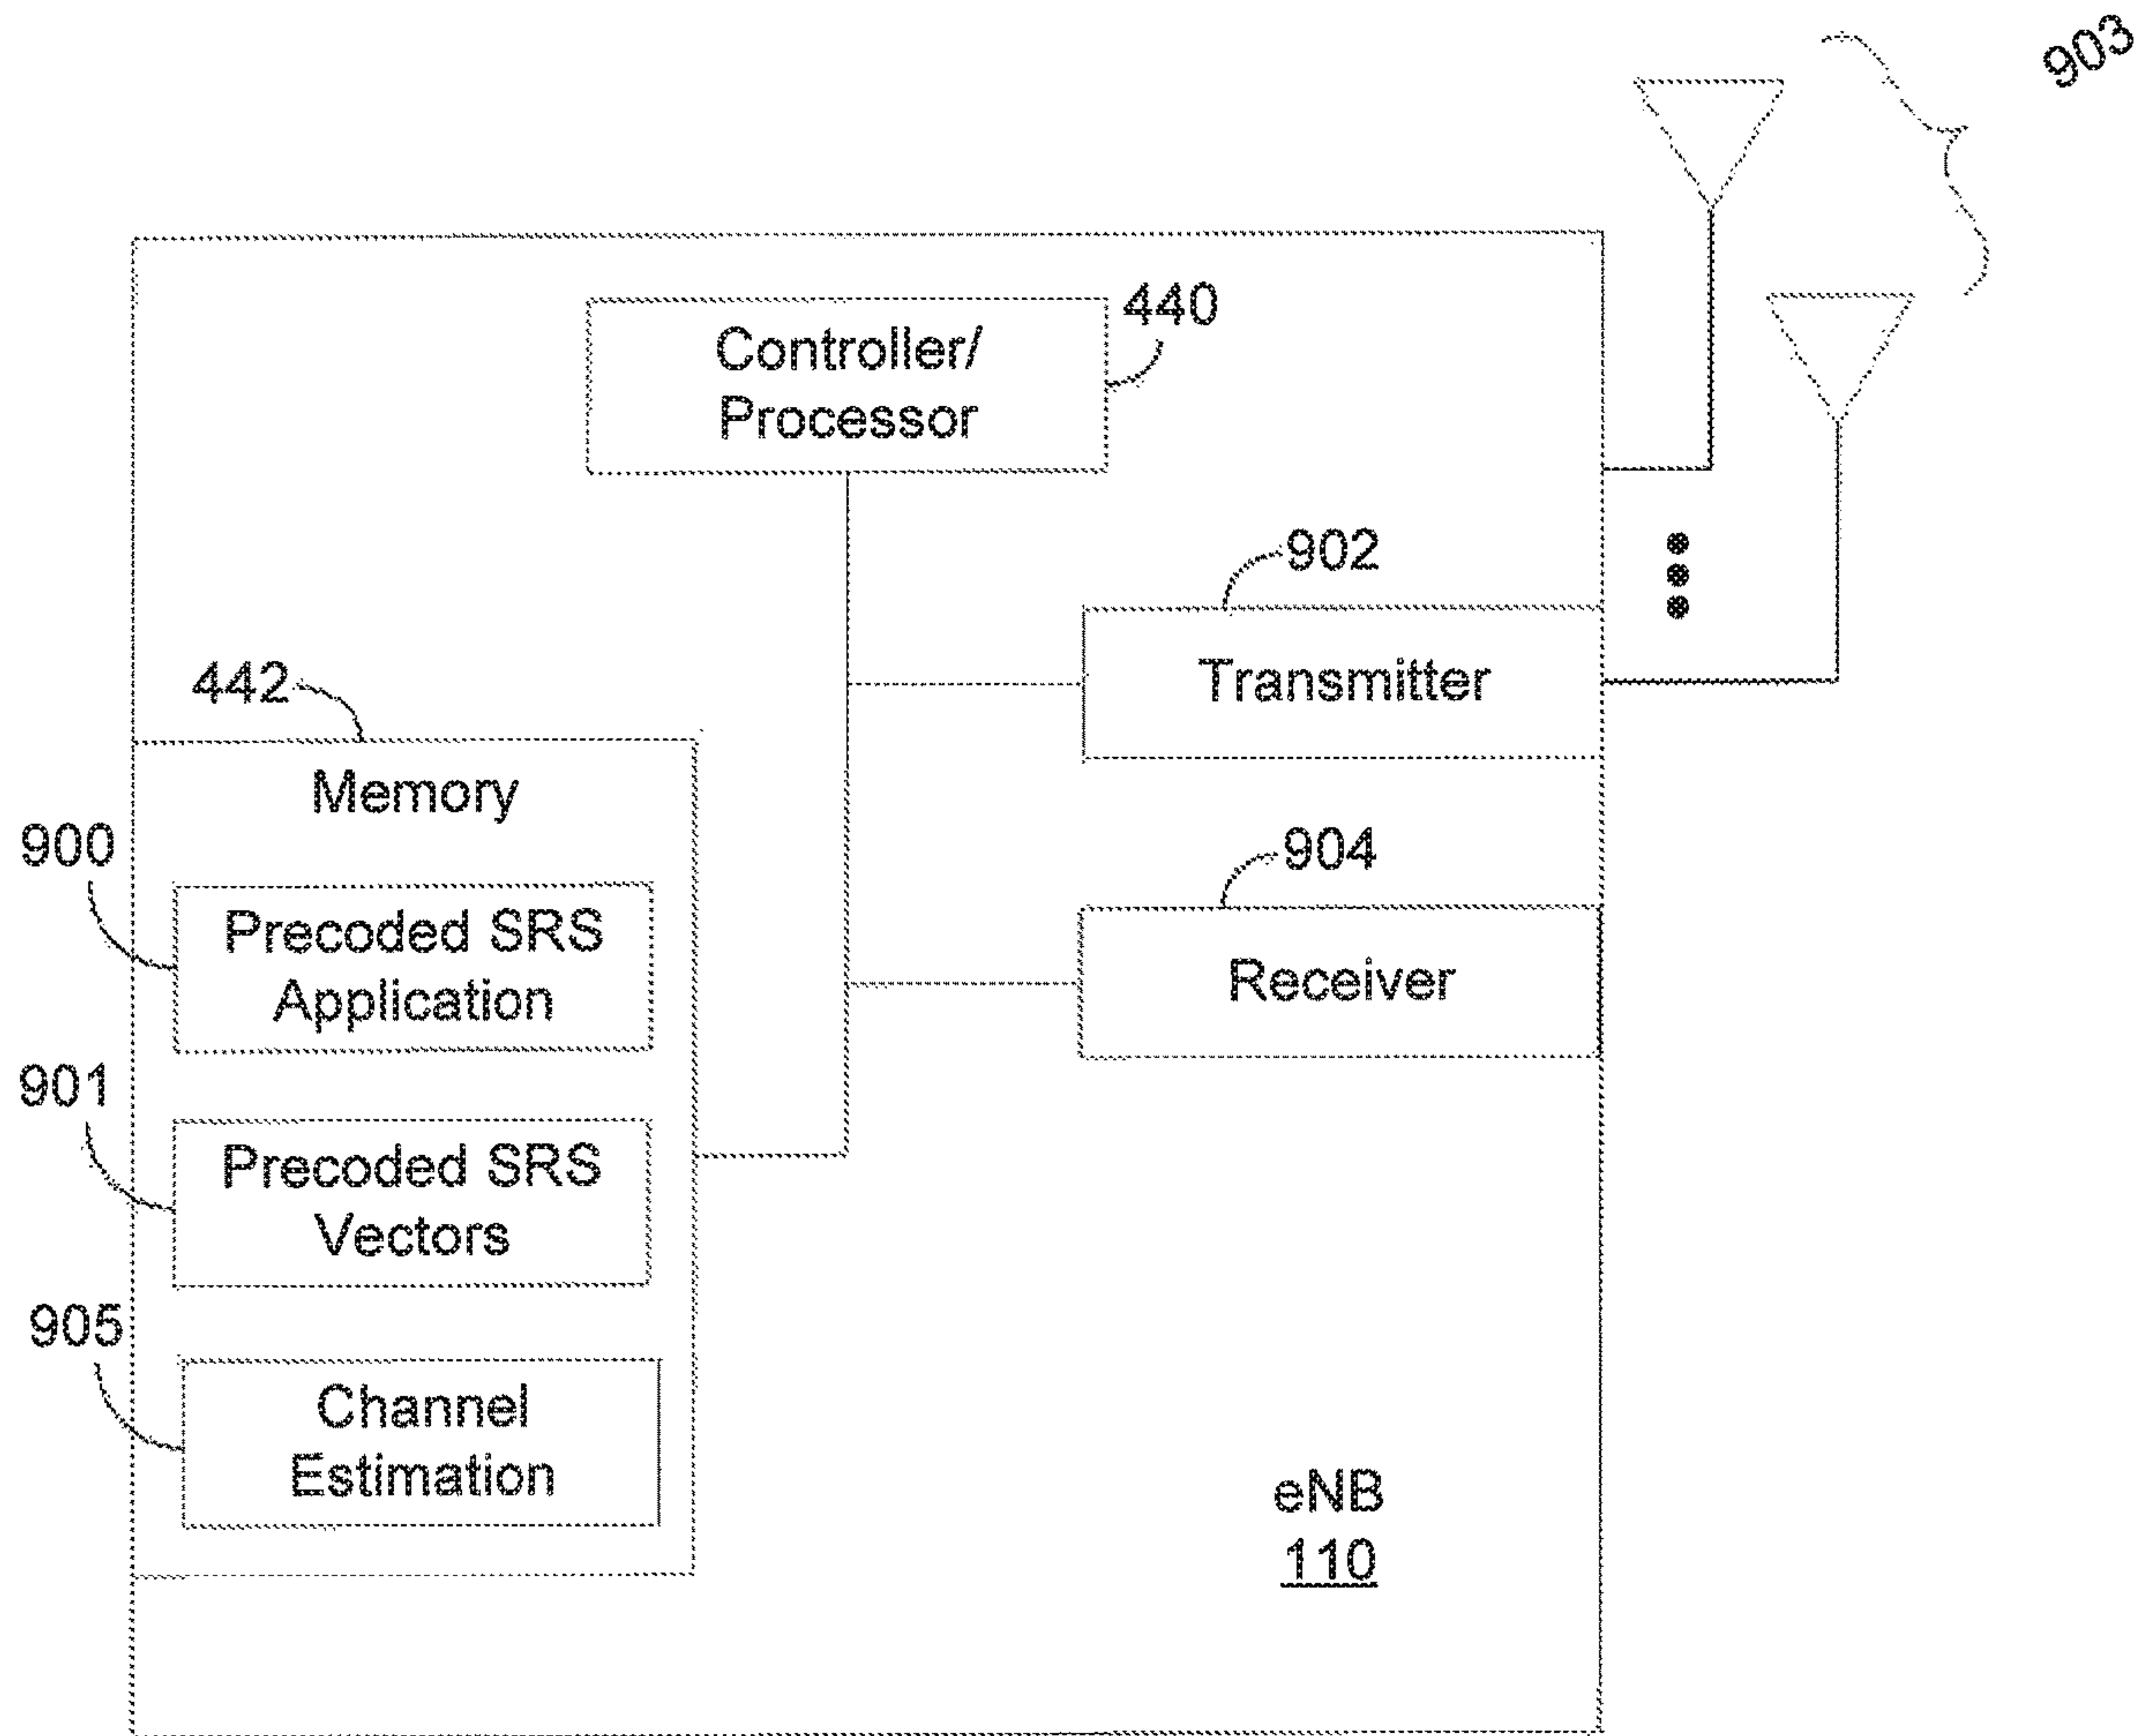 903
440
Controller/
Processor
902
Transmitter
442
Memory
904
Receiver
900
Precoded SRS
Application
901
Precoded SRS
Vectors
905
Channel
Estimation
eNB
110